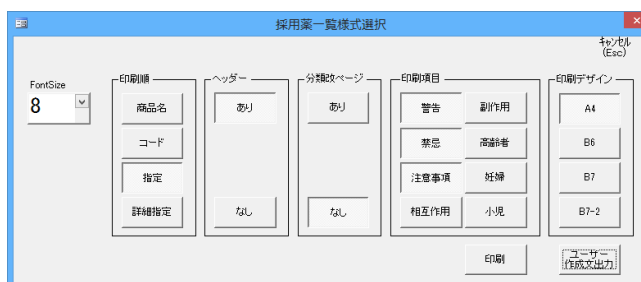 採用薬一覧様式選択
×
キャンセル
(Esc)
FontSize
8
印刷順
商品名
コード
指定
詳細指定
ヘッダー
あり
なし
分類改ページ
あり
なし
印刷項目
警告
副作用
禁忌
高齢者
注意事項
妊婦
相互作用
小児
印刷デザイン
A4
B6
B7
B7-2
印刷
ユーザー
作成文出力